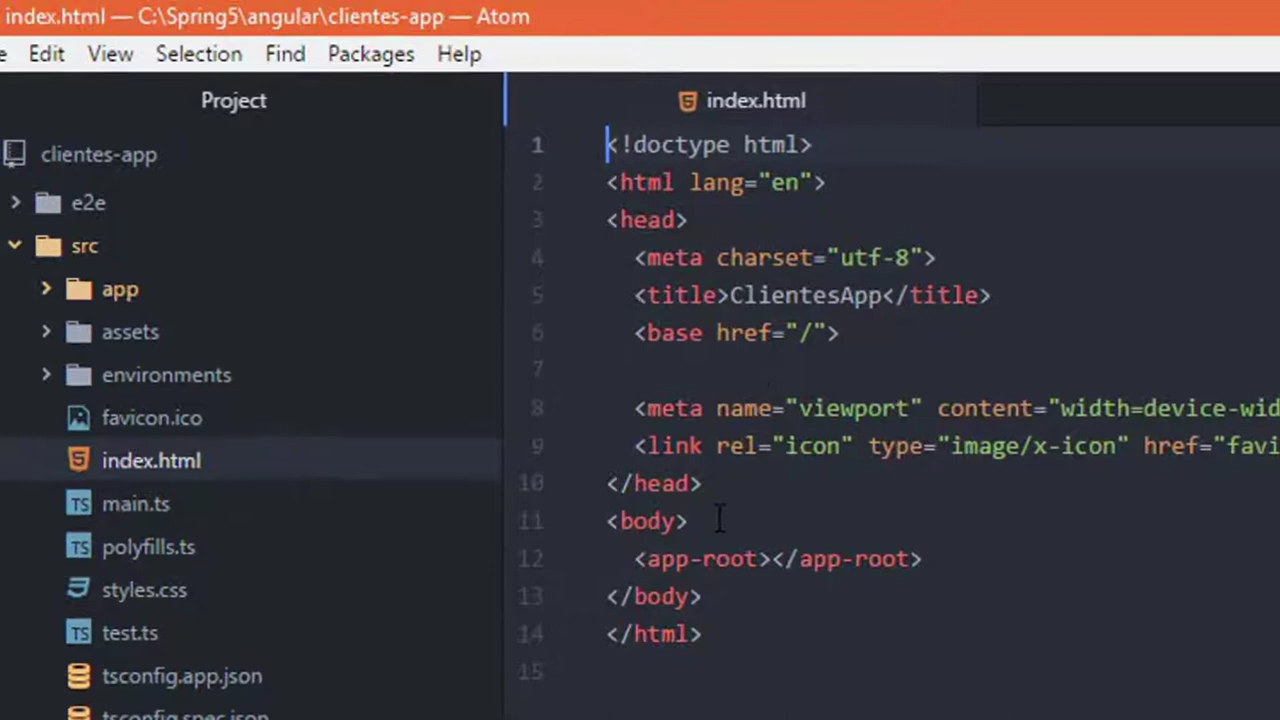 index.html — C:\Spring5\angular\clientes-app — Atom
Edit View Selection Find Packages Help
Project
clientes-app
e2e
src
app
assets
environments
favicon.ico
index.html
main.ts
polyfills.ts
styles.css
test.ts
tsconfig.app.json
tsconfig.spec.json
index.html
1 <!doctype html>
2 <html lang="en">
3 <head>
4 <meta charset="utf-8">
5 <title>ClientesApp</title>
6 <base href="/">
7
8 <meta name="viewport" content="width=device-wid
9 <link rel="icon" type="image/x-icon" href="favi
10 </head>
11 <body>
12 <app-root></app-root>
13 </body>
14 </html>
15